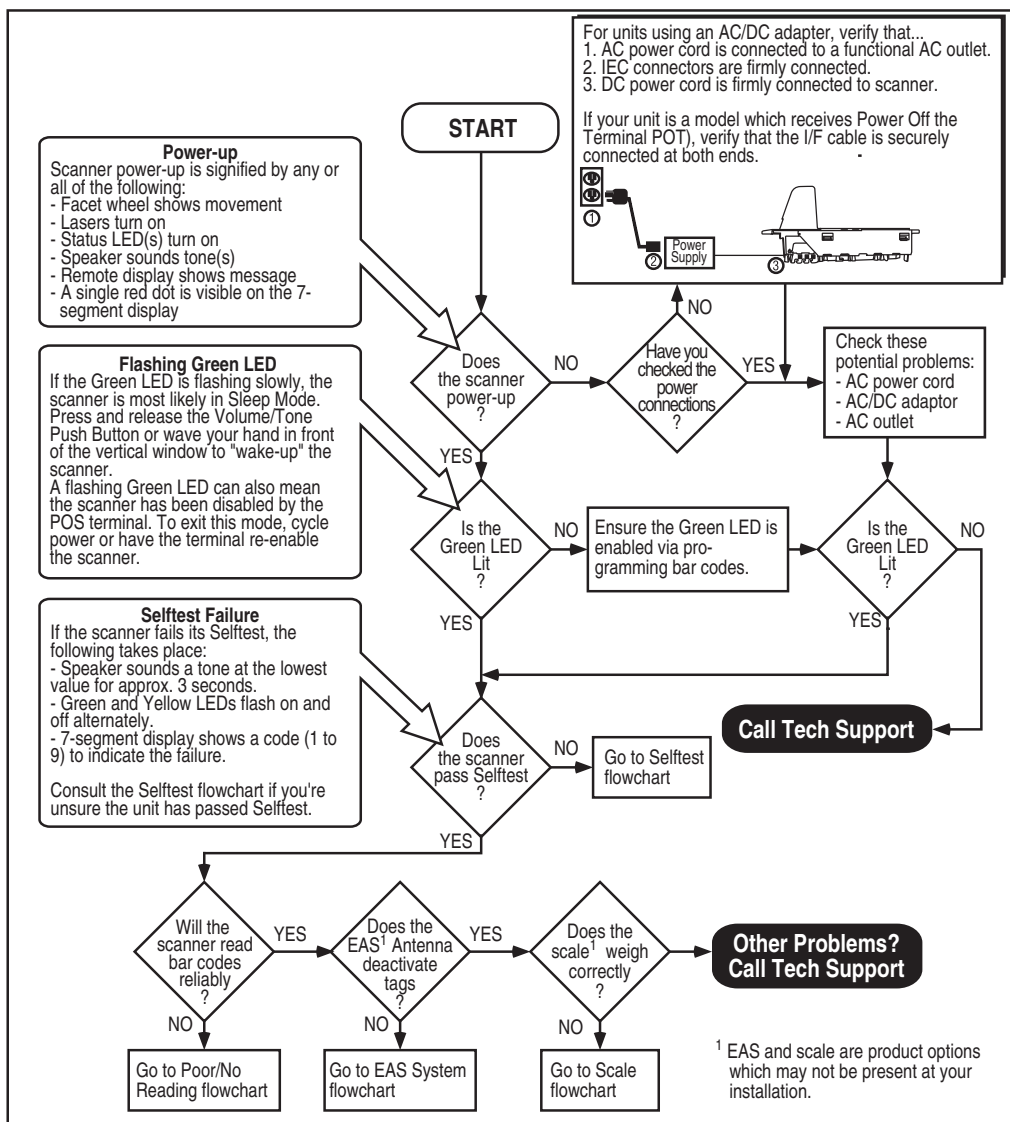 For units using an AC/DC adapter, verify that...
1. AC power cord is connected to a functional AC outlet.
2. IEC connectors are firmly connected.
3. DC power cord is firmly connected to scanner.
If your unit is a model which receives Power Off the
Terminal POT), verify that the I/F cable is securely
connected at both ends.
1
2
Power
Supply
3
START
Power-up
Scanner power-up is signified by any or
all of the following:
- Facet wheel shows movement
- Lasers turn on
- Status LED(s) turn on
- Speaker sounds tone(s)
- Remote display shows message
- A single red dot is visible on the 7-
segment display
Does
the scanner
power-up
?
NO
Have you
checked the
power
connections
?
NO
YES
Check these
potential problems:
- AC power cord
- AC/DC adaptor
- AC outlet
Flashing Green LED
If the Green LED is flashing slowly, the
scanner is most likely in Sleep Mode.
Press and release the Volume/Tone
Push Button or wave your hand in front
of the vertical window to "wake-up" the
scanner.
A flashing Green LED can also mean
the scanner has been disabled by the
POS terminal. To exit this mode, cycle
power or have the terminal re-enable
the scanner.
YES
Is the
Green LED
Lit
?
NO
Ensure the Green LED is
enabled via pro-
gramming bar codes.
Is the
Green LED
Lit
?
NO
YES
YES
Call Tech Support
Selftest Failure
If the scanner fails its Selftest, the
following takes place:
- Speaker sounds a tone at the lowest
value for approx. 3 seconds.
- Green and Yellow LEDs flash on and
off alternately.
- 7-segment display shows a code (1 to
9) to indicate the failure.
Consult the Selftest flowchart if you're
unsure the unit has passed Selftest.
Does
the scanner
pass Selftest
?
NO
Go to Selftest
flowchart
YES
Will the
scanner read
bar codes
reliably
?
YES
Does the
EAS1 Antenna
deactivate
tags
?
YES
Does the
scale1 weigh
correctly
?
Other Problems?
Call Tech Support
NO
NO
NO
Go to Poor/No
Reading flowchart
Go to EAS System
flowchart
Go to Scale
flowchart
1 EAS and scale are product options
which may not be present at your
installation.